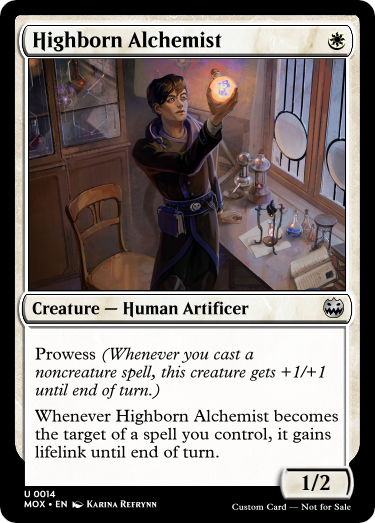 Highborn Alchemist
Creature — Human Artificer
Prowess (Whenever you cast a
noncreature spell, this creature gets +1/+1
until end of turn.)
Whenever Highborn Alchemist becomes
the target of a spell you control, it gains
lifelink until end of turn.
1/2
U 0014
MOX • EN Karina Refrynn
Custom Card — Not for Sale